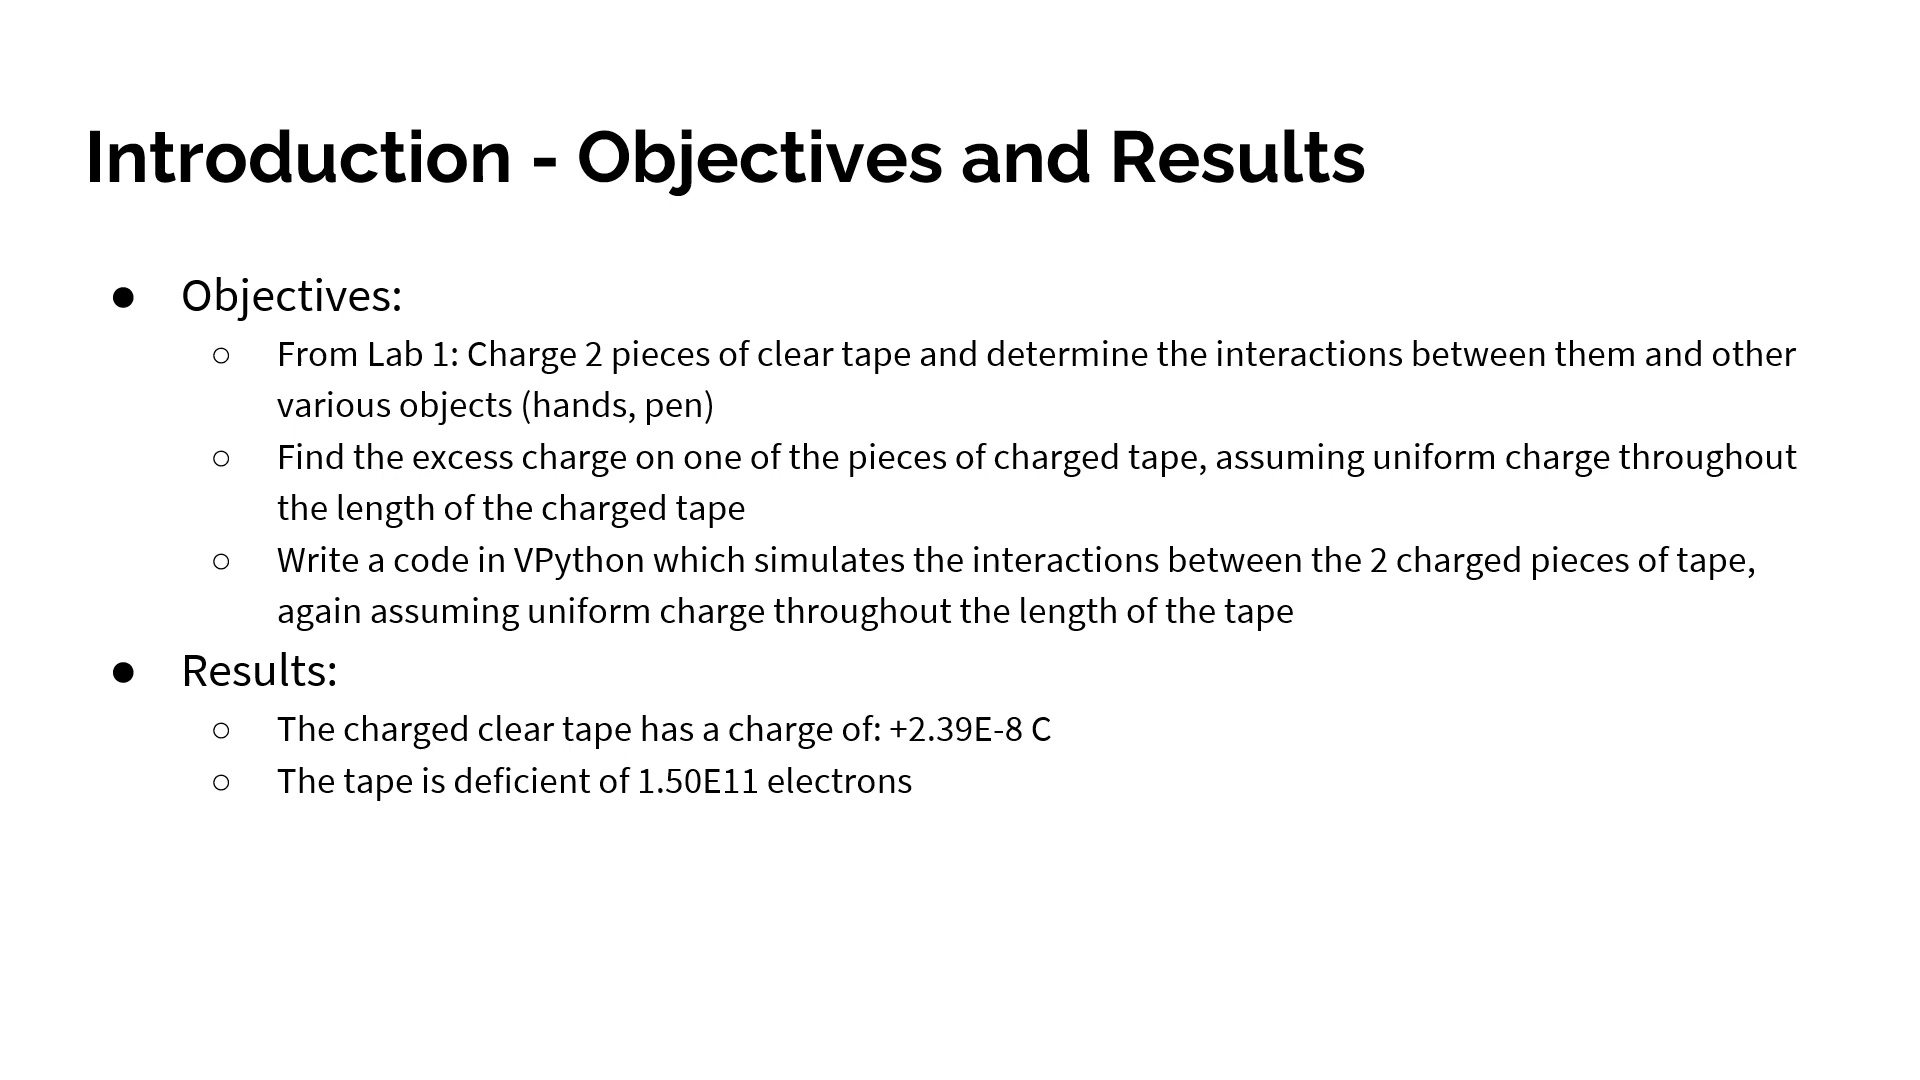 Introduction - Objectives and Results
● Objectives:
○ From Lab 1: Charge 2 pieces of clear tape and determine the interactions between them and other
various objects (hands, pen)
○ Find the excess charge on one of the pieces of charged tape, assuming uniform charge throughout
the length of the charged tape
○ Write a code in VPython which simulates the interactions between the 2 charged pieces of tape,
again assuming uniform charge throughout the length of the tape
● Results:
○ The charged clear tape has a charge of: +2.39E-8 C
○ The tape is deficient of 1.50E11 electrons